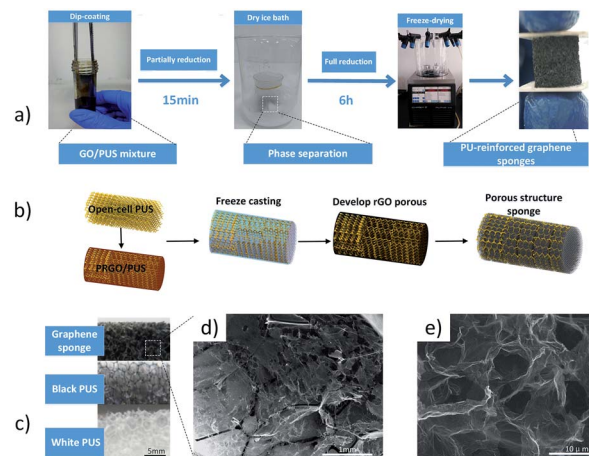 Dip-coating
Partially reduction
15min
Dry ice bath
Full reduction
6h
Freeze-drying
a)
GO/PUS mixture
Phase separation
PU-reinforced graphene
sponges
b)
Open-cell PUS
PRGO/PUS
Freeze casting
Develop rGO porous
Porous structure
sponge
Graphene
sponge
Black PUS
c)
White PUS
5mm
d)
1mm
e)
10 μm